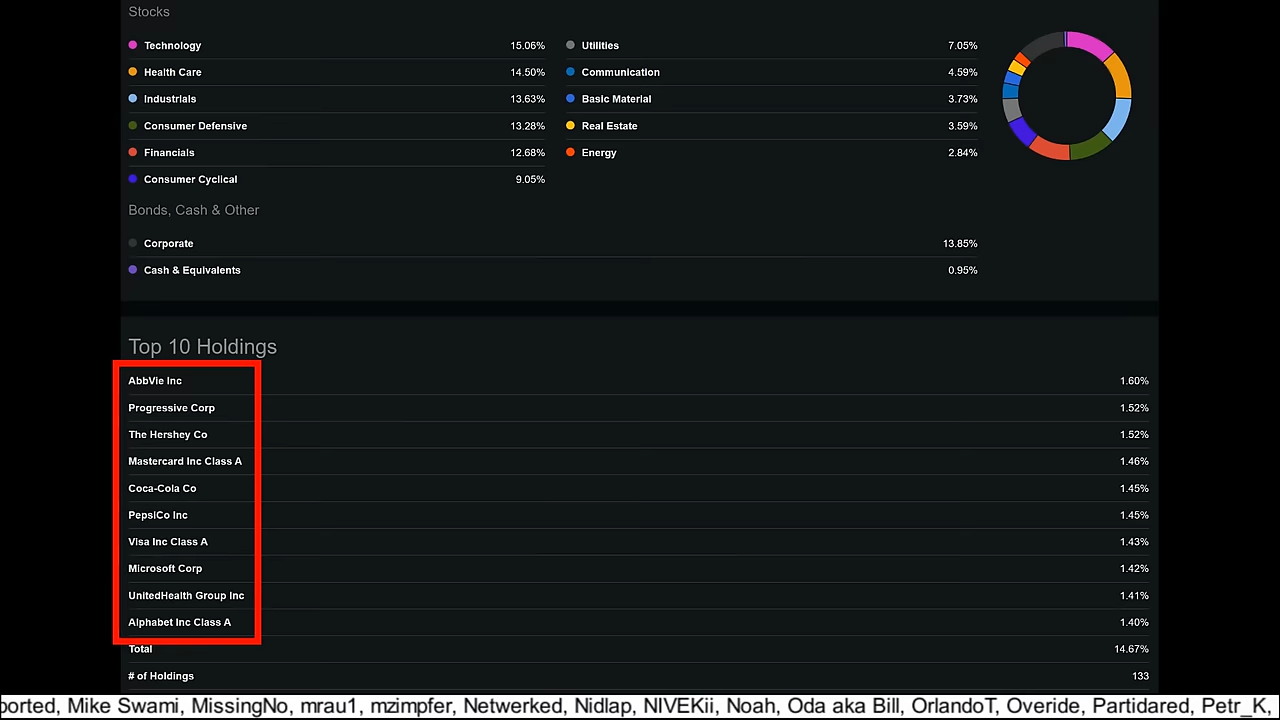 Stocks
Technology 15.06% Utilities 7.05%
Health Care 14.50% Communication 4.59%
Industrials 13.63% Basic Material 3.73%
Consumer Defensive 13.28% Real Estate 3.59%
Financials 12.68% Energy 2.84%
Consumer Cyclical 9.05%
Bonds, Cash & Other
Corporate 13.85%
Cash & Equivalents 0.95%
Top 10 Holdings
AbbVie Inc 1.60%
Progressive Corp 1.52%
The Hershey Co 1.52%
Mastercard Inc Class A 1.46%
Coca-Cola Co 1.45%
PepsiCo Inc 1.45%
Visa Inc Class A 1.43%
Microsoft Corp 1.42%
UnitedHealth Group Inc 1.41%
Alphabet Inc Class A 1.40%
Total 14.67%
# of Holdings 133
ported, Mike Swami, MissingNo, mrau1, mzimpfer, Netwerked, Nidlap, NIVEKii, Noah, Oda aka Bill, OrlandoT, Overide, Partidared, Petr_K,